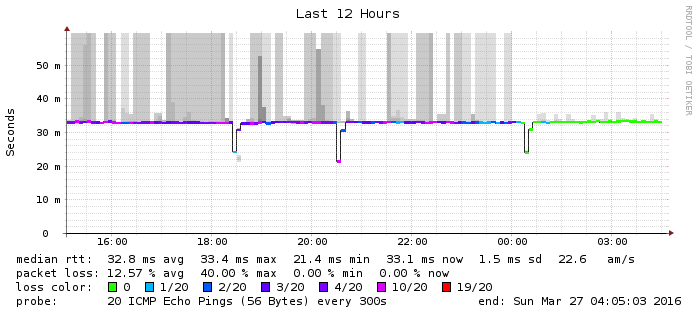 Last 12 Hours
RRDTOOL / TOBI OETIKER
Seconds
50 m
40 m
30 m
20 m
10 m
0
16:00 18:00 20:00 22:00 00:00 03:00
median rtt: 32.8 ms avg 33.4 ms max 21.4 ms min 33.1 ms now 1.5 ms sd 22.6 am/s
packet loss: 12.57 % avg 40.00 % max 0.00 % min 0.00 % now
loss color: 0 1/20 2/20 3/20 4/20 10/20 19/20
probe: 20 ICMP Echo Pings (56 Bytes) every 300s end: Sun Mar 27 04:05:03 2016